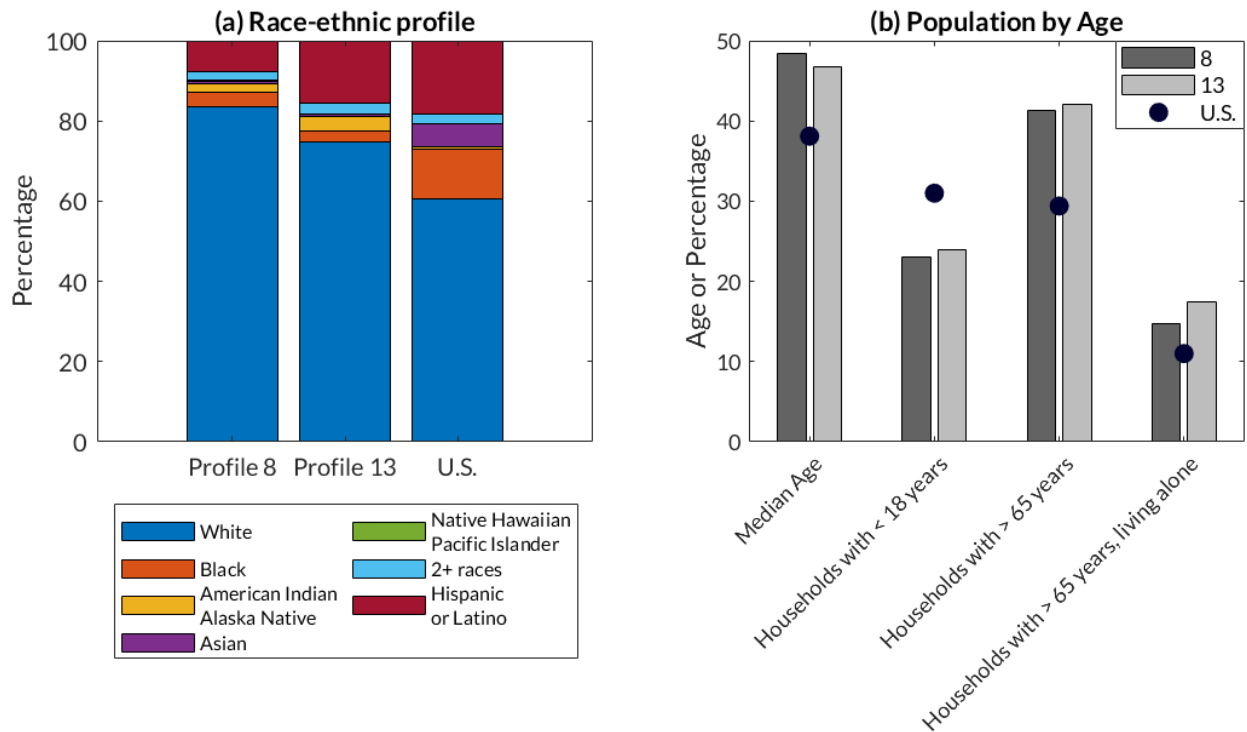 (a) Race-ethnic profile
Percentage
100
80
60
40
20
0
Profile 8 Profile 13 U.S.
White
Black
American Indian
Alaska Native
Asian
Native Hawaiian
Pacific Islander
2+ races
Hispanic
or Latino
(b) Population by Age
Age or Percentage
50
40
30
20
10
0
8
13
U.S.
Median Age
Households with < 18 years
Households with > 65 years
Households with > 65 years, living alone